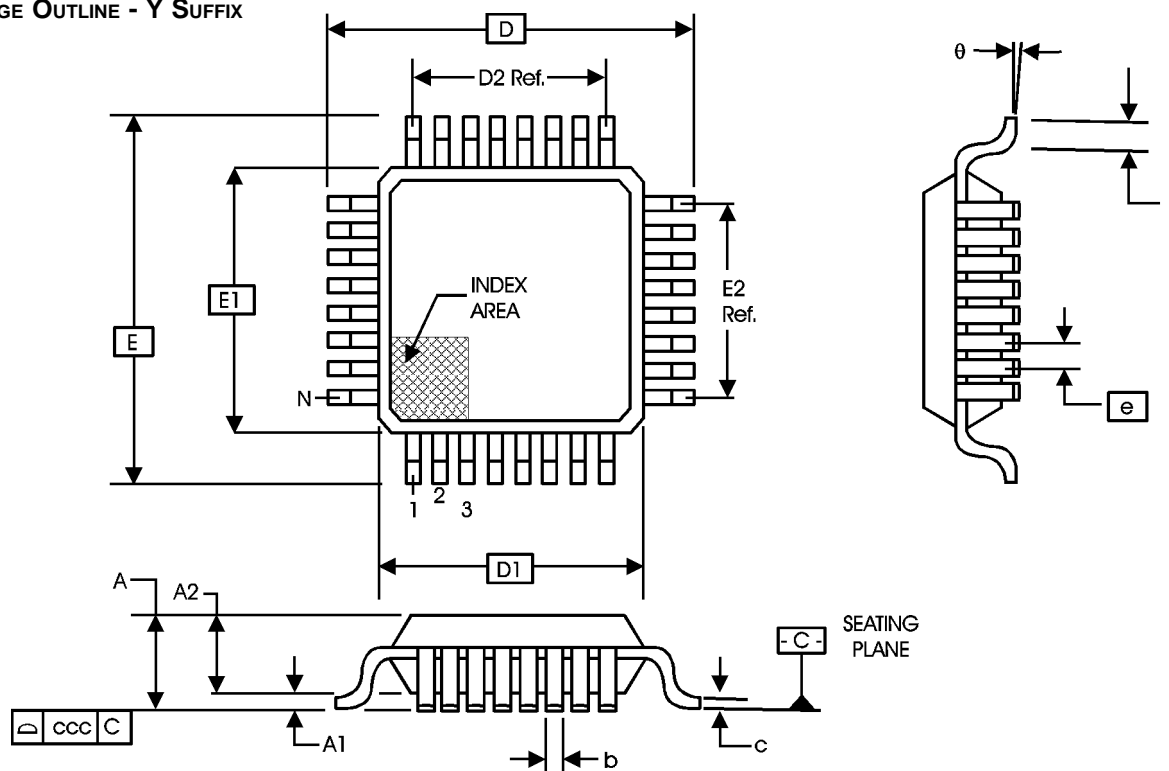 GE OUTLINE - Y SUFFIX
D
D2 Ref.
θ
INDEX
AREA
E1
E
E2
Ref.
N
e
1
2
3
D1
A
A2
SEATING
PLANE
- C -
ccc C
A1
b
c